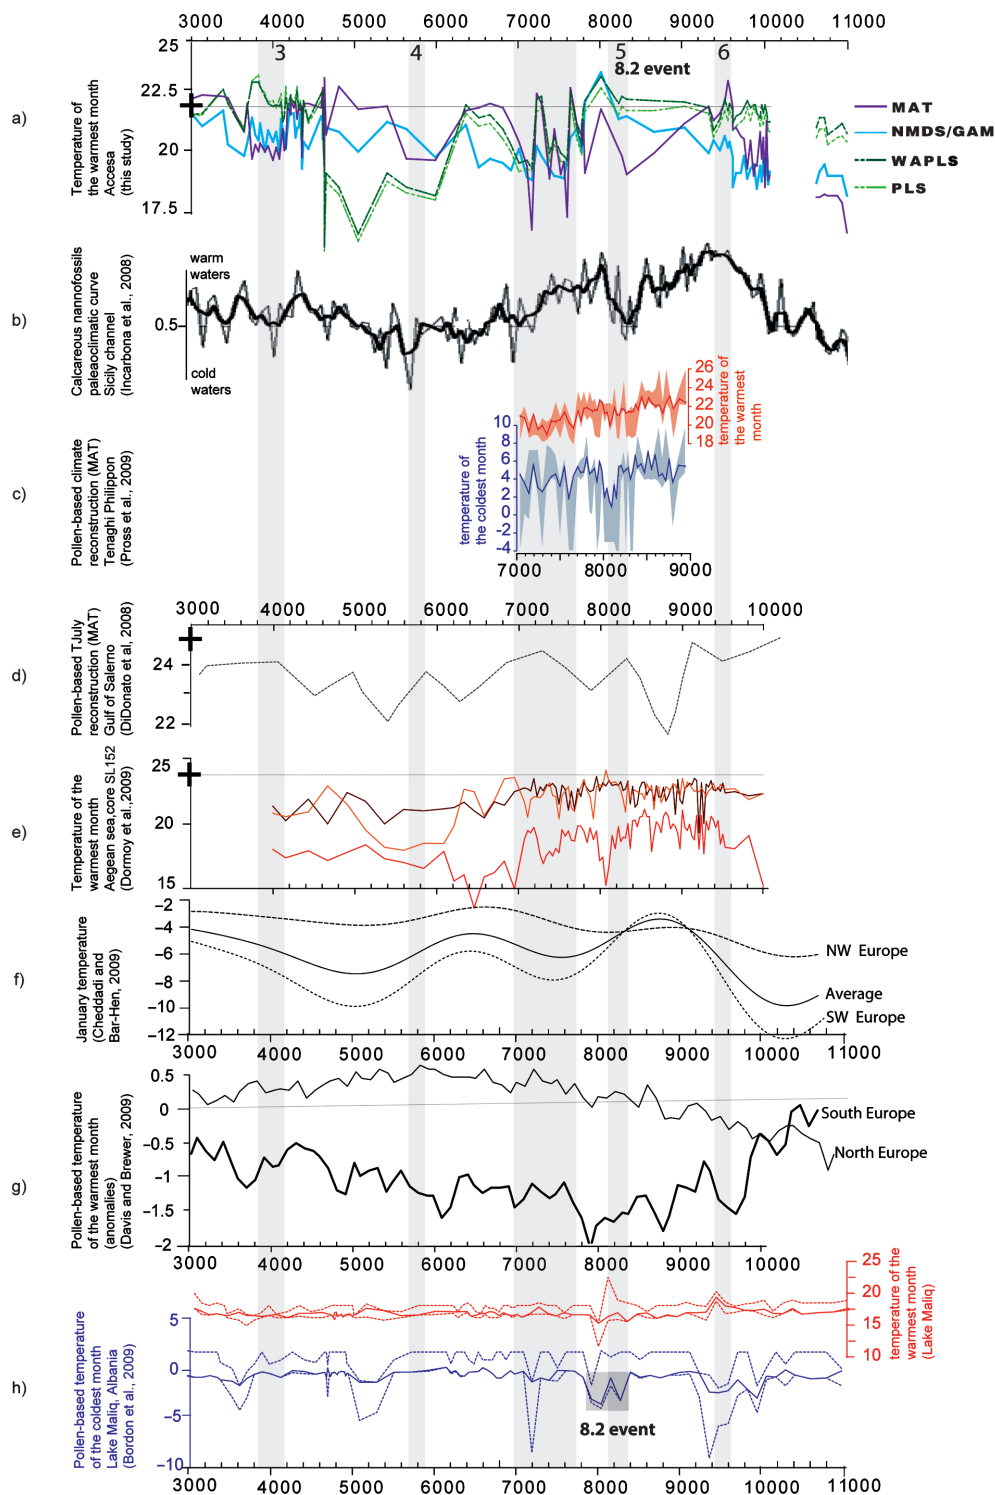 3000 4000 5000 6000 7000 8000 9000 10000 11000
a)
Temperature of
the warmest month
Accesa
(this study)
25
22.5
20
17.5
3 4 5 6
8.2 event
MAT
NMDS/GAM
WAPLS
PLS
b)
Calcareous nannofossils
paleaoclimatic curve
Sicily channel
(Incarbona et al., 2008)
warm
waters
0.5
cold
waters
c)
Pollen-based climate
reconstruction (MAT)
Tenaghi Philippon
(Pross et al., 2009)
temperature of
the coldest month
10
8
6
4
2
0
-2
-4
26
24
22
20
18
temperature of
the warmest
month
7000 8000 9000
3000 4000 5000 6000 7000 8000 9000 10000
d)
Pollen-based TJuly
reconstruction (MAT)
Gulf of Salerno
(DiDonato et al, 2008)
24
22
e)
Temperature of the
warmest month
Aegean sea,core SL152
(Dormoy et al.,2009)
25
20
15
f)
January temperature
(Cheddadi and
Bar-Hen, 2009)
-2
-4
-6
-8
-10
-12
NW Europe
Average
SW Europe
3000 4000 5000 6000 7000 8000 9000 10000 11000
g)
Pollen-based temperature
of the warmest month
(anomalies)
(Davis and Brewer, 2009)
0.5
0
-0.5
-1
-1.5
-2
South Europe
North Europe
3000 4000 5000 6000 7000 8000 9000 10000
h)
Pollen-based temperature
of the coldest month
Lake Maliq, Albania
(Bordon et al., 2009)
5
0
-5
-10
25
20
15
10
temperature of the
warmest month
(Lake Maliq)
8.2 event
3000 4000 5000 6000 7000 8000 9000 10000 11000